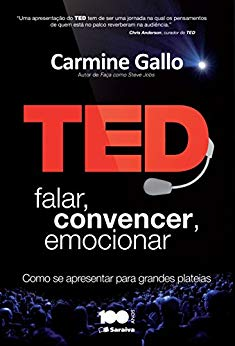 “Uma apresentação do TED tem de ser uma jornada na qual os pensamentos
de quem está no palco reverberam na audiência.”
Chris Anderson, curador do TED
Carmine Gallo
Autor de Faça como Steve Jobs
TED
falar,
convencer,
emocionar
Como se apresentar para grandes plateias
100 ANOS
Saraiva